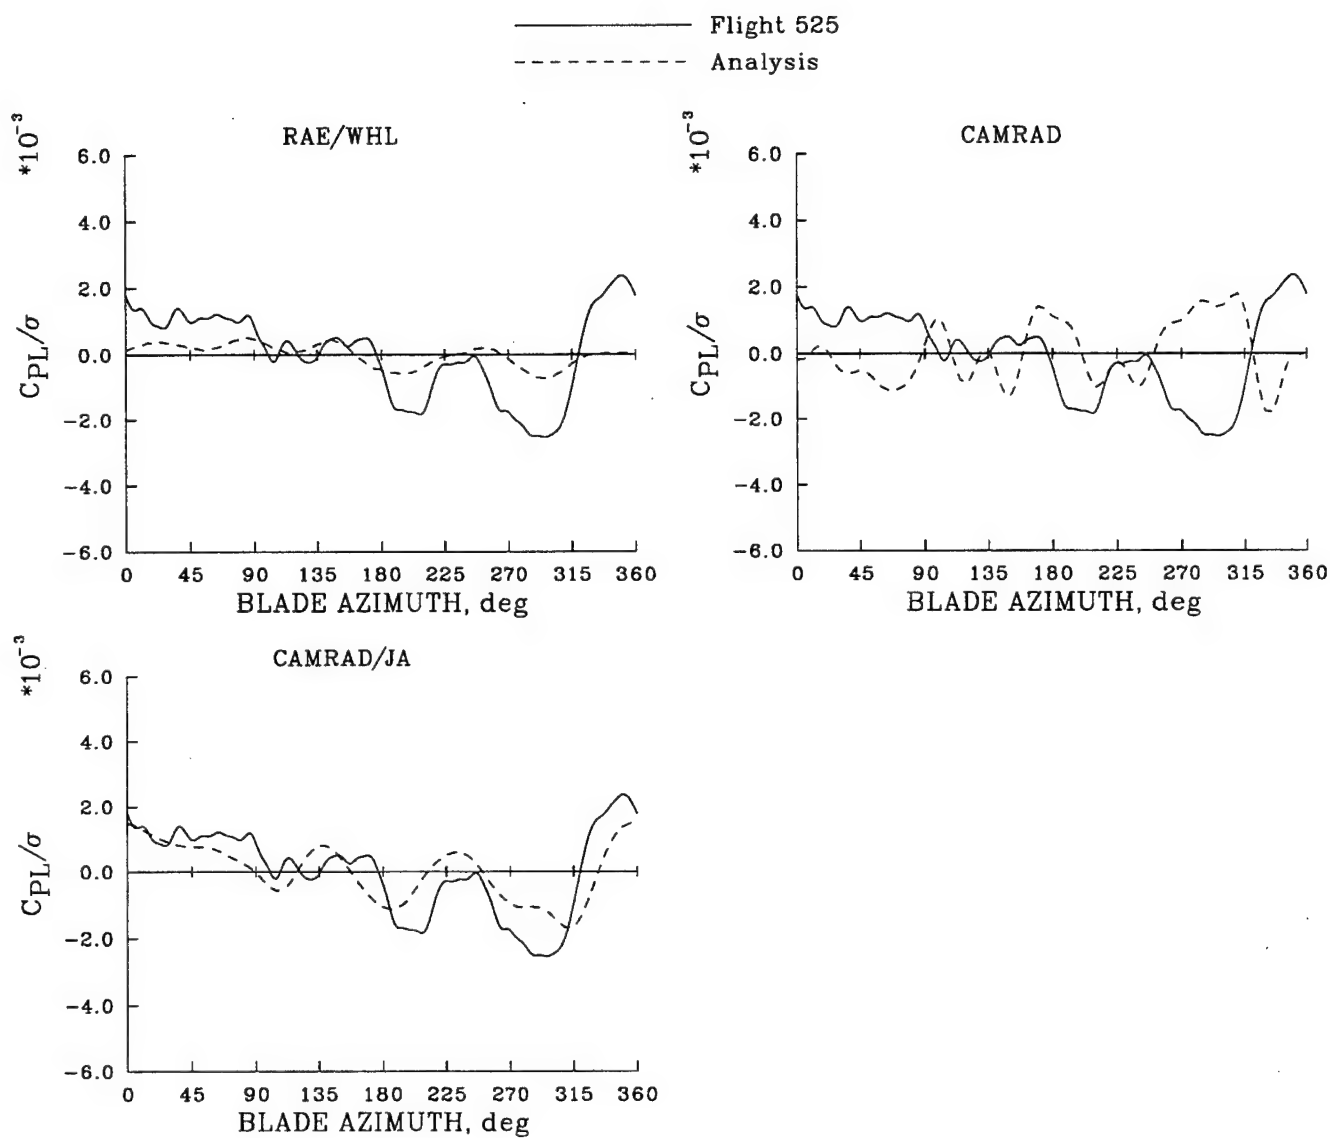 Flight 525
Analysis
RAE/WHL
*10⁻³
6.0
4.0
2.0
0.0
−2.0
−4.0
−6.0
C_PL/σ
0 45 90 135 180 225 270 315 360
BLADE AZIMUTH, deg
CAMRAD
*10⁻³
6.0
4.0
2.0
0.0
−2.0
−4.0
−6.0
C_PL/σ
0 45 90 135 180 225 270 315 360
BLADE AZIMUTH, deg
CAMRAD/JA
*10⁻³
6.0
4.0
2.0
0.0
−2.0
−4.0
−6.0
C_PL/σ
0 45 90 135 180 225 270 315 360
BLADE AZIMUTH, deg